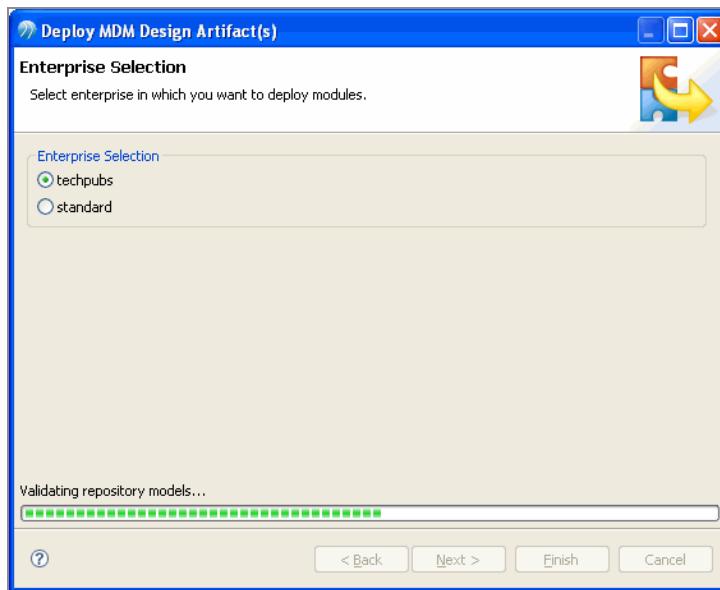 Deploy MDM Design Artifact(s)
Enterprise Selection
Select enterprise in which you want to deploy modules.
Enterprise Selection
techpubs
standard
Validating repository models...
?
< Back Next > Finish Cancel